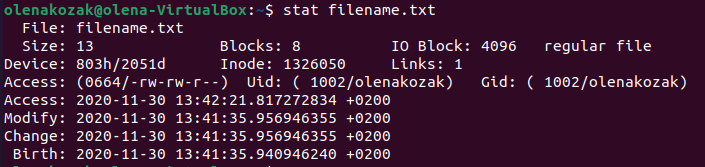 olenakozak@olena-VirtualBox:~$ stat filename.txt
  File: filename.txt
  Size: 13        	Blocks: 8          IO Block: 4096   regular file
Device: 803h/2051d	Inode: 1326050     Links: 1
Access: (0664/-rw-rw-r--)  Uid: ( 1002/olenakozak)   Gid: ( 1002/olenakozak)
Access: 2020-11-30 13:42:21.817272834 +0200
Modify: 2020-11-30 13:41:35.956946355 +0200
Change: 2020-11-30 13:41:35.956946355 +0200
 Birth: 2020-11-30 13:41:35.940946240 +0200